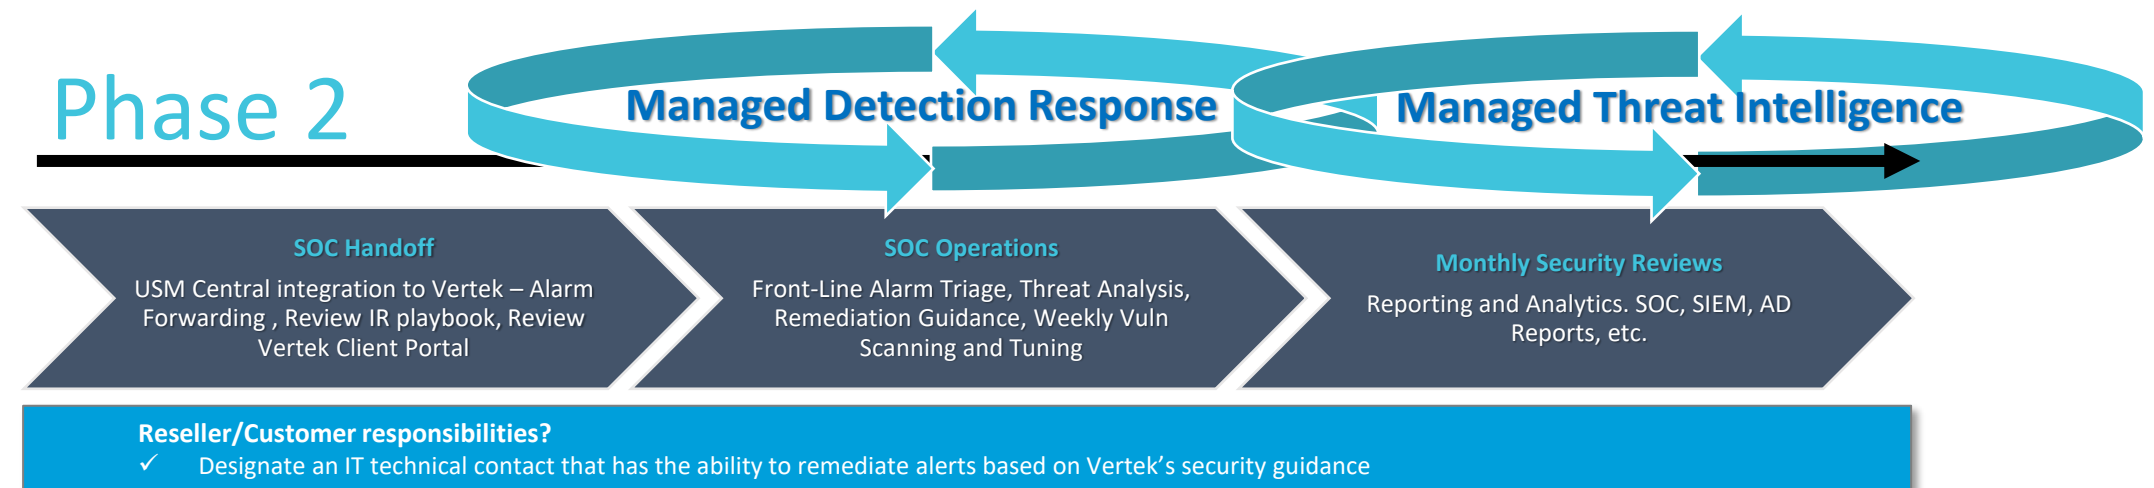 Phase 2
Managed Detection Response
Managed Threat Intelligence
SOC Handoff
USM Central integration to Vertek – Alarm
Forwarding , Review IR playbook, Review
Vertek Client Portal
SOC Operations
Front-Line Alarm Triage, Threat Analysis,
Remediation Guidance, Weekly Vuln
Scanning and Tuning
Monthly Security Reviews
Reporting and Analytics. SOC, SIEM, AD
Reports, etc.
Reseller/Customer responsibilities?
✓ Designate an IT technical contact that has the ability to remediate alerts based on Vertek’s security guidance